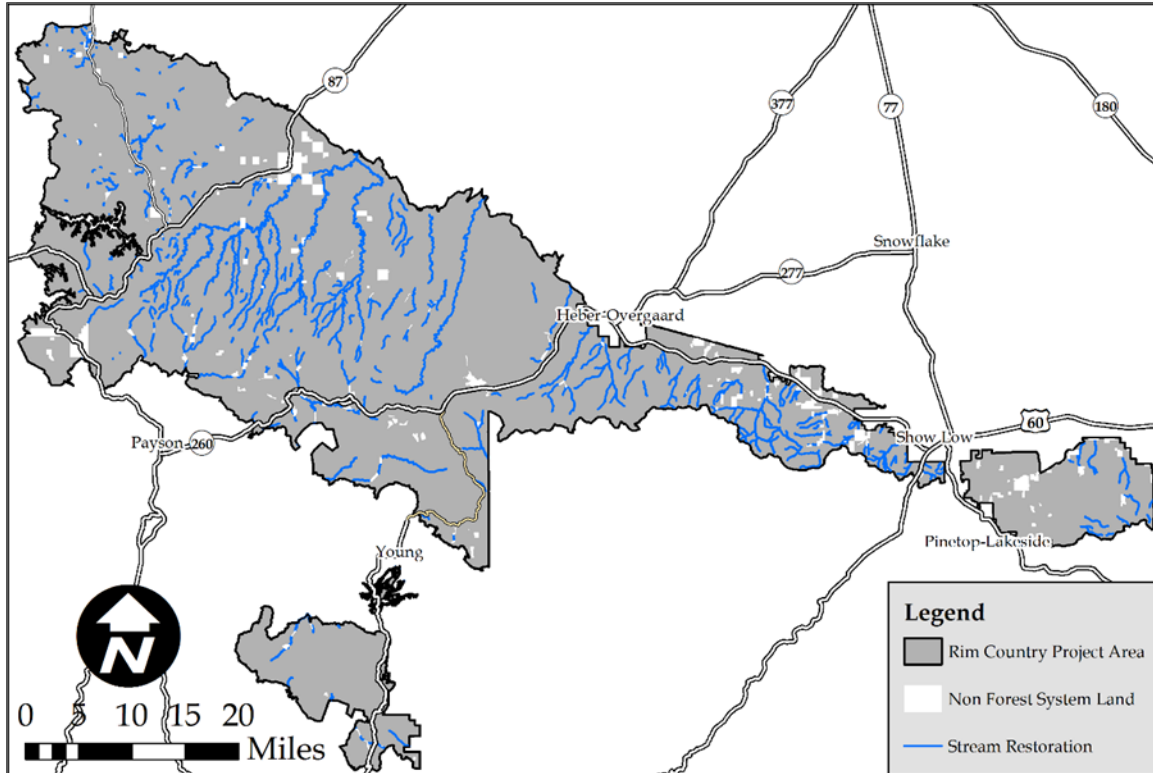 87
377
77
180
Snowflake
277
Heber-Overgaard
Payson
260
Show Low
60
Pinetop-Lakeside
Young
N
0 5 10 15 20
Miles
Legend
Rim Country Project Area
Non Forest System Land
Stream Restoration